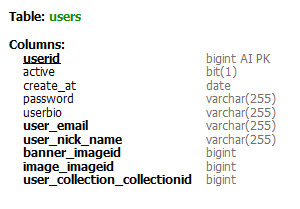 Table: users
Columns:
userid bigint AI PK
active bit(1)
create_at date
password varchar(255)
userbio varchar(255)
user_email varchar(255)
user_nick_name varchar(255)
banner_imageid bigint
image_imageid bigint
user_collection_collectionid bigint